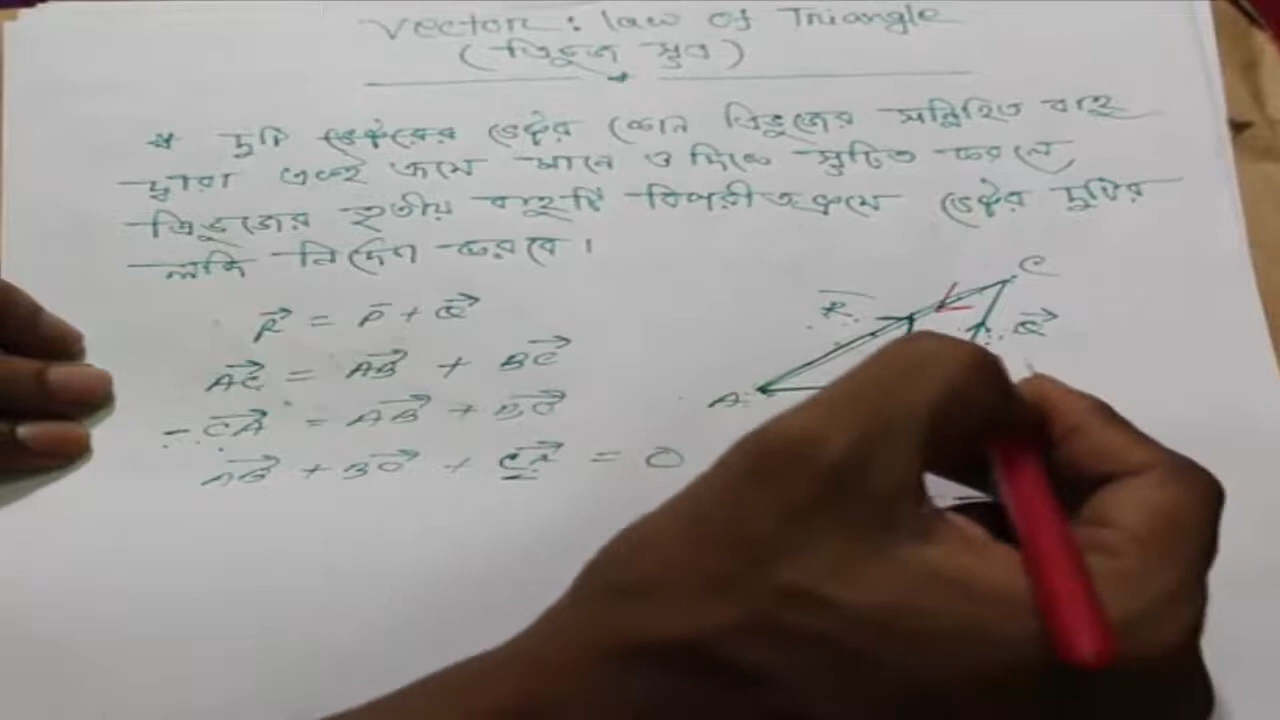 Vector: law of Triangle
(ত্রিভুজ সুত্র)
* দুটি ভেক্টরের ভেক্টর কোন ত্রিভুজের সন্নিহিত বাহু
দ্বারা একই ক্রমে মানে ও দিকে সূচিত করলে
ত্রিভুজের তৃতীয় বাহুটি বিপরীতক্রমে ভেক্টর দুটির
লব্ধি নির্দেশ করবে।
R = P + Q
AC = AB + BC
- CA = AB + BC
AB + BC + CA = 0
C
R
Q
A